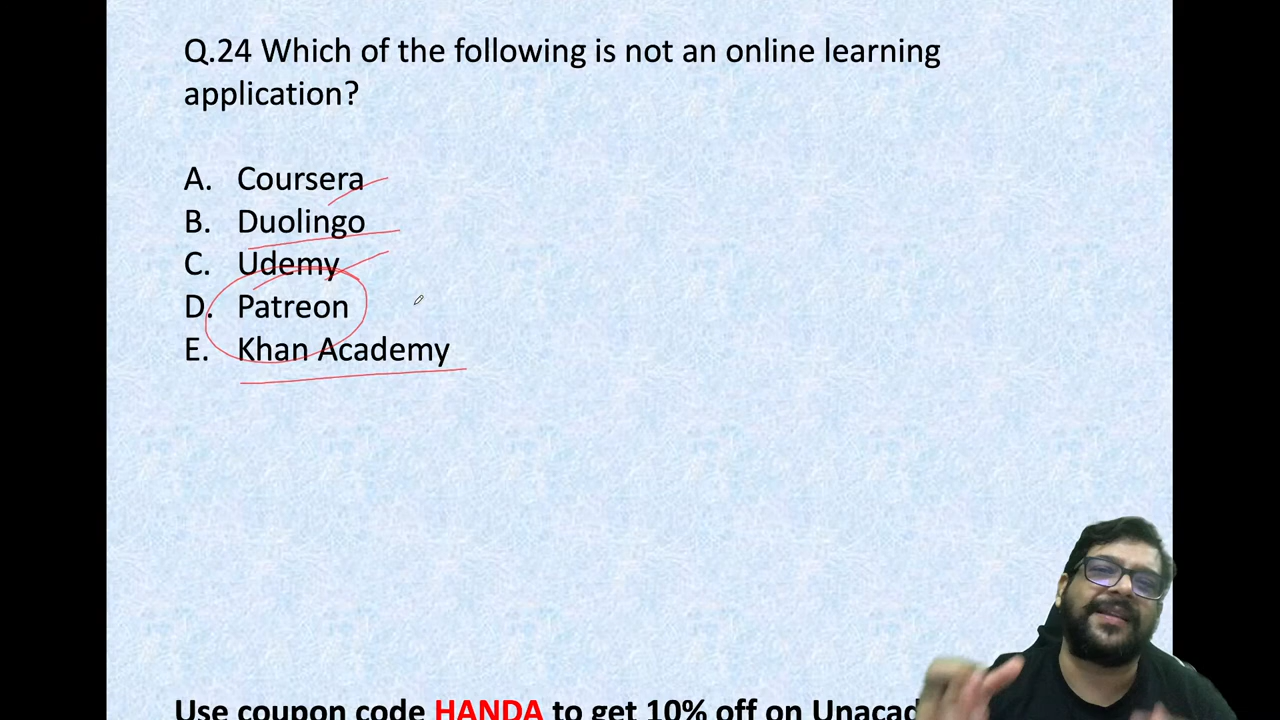 Q.24 Which of the following is not an online learning
application?
A. Coursera
B. Duolingo
C. Udemy
D. Patreon
E. Khan Academy
Use coupon code HANDA to get 10% off on